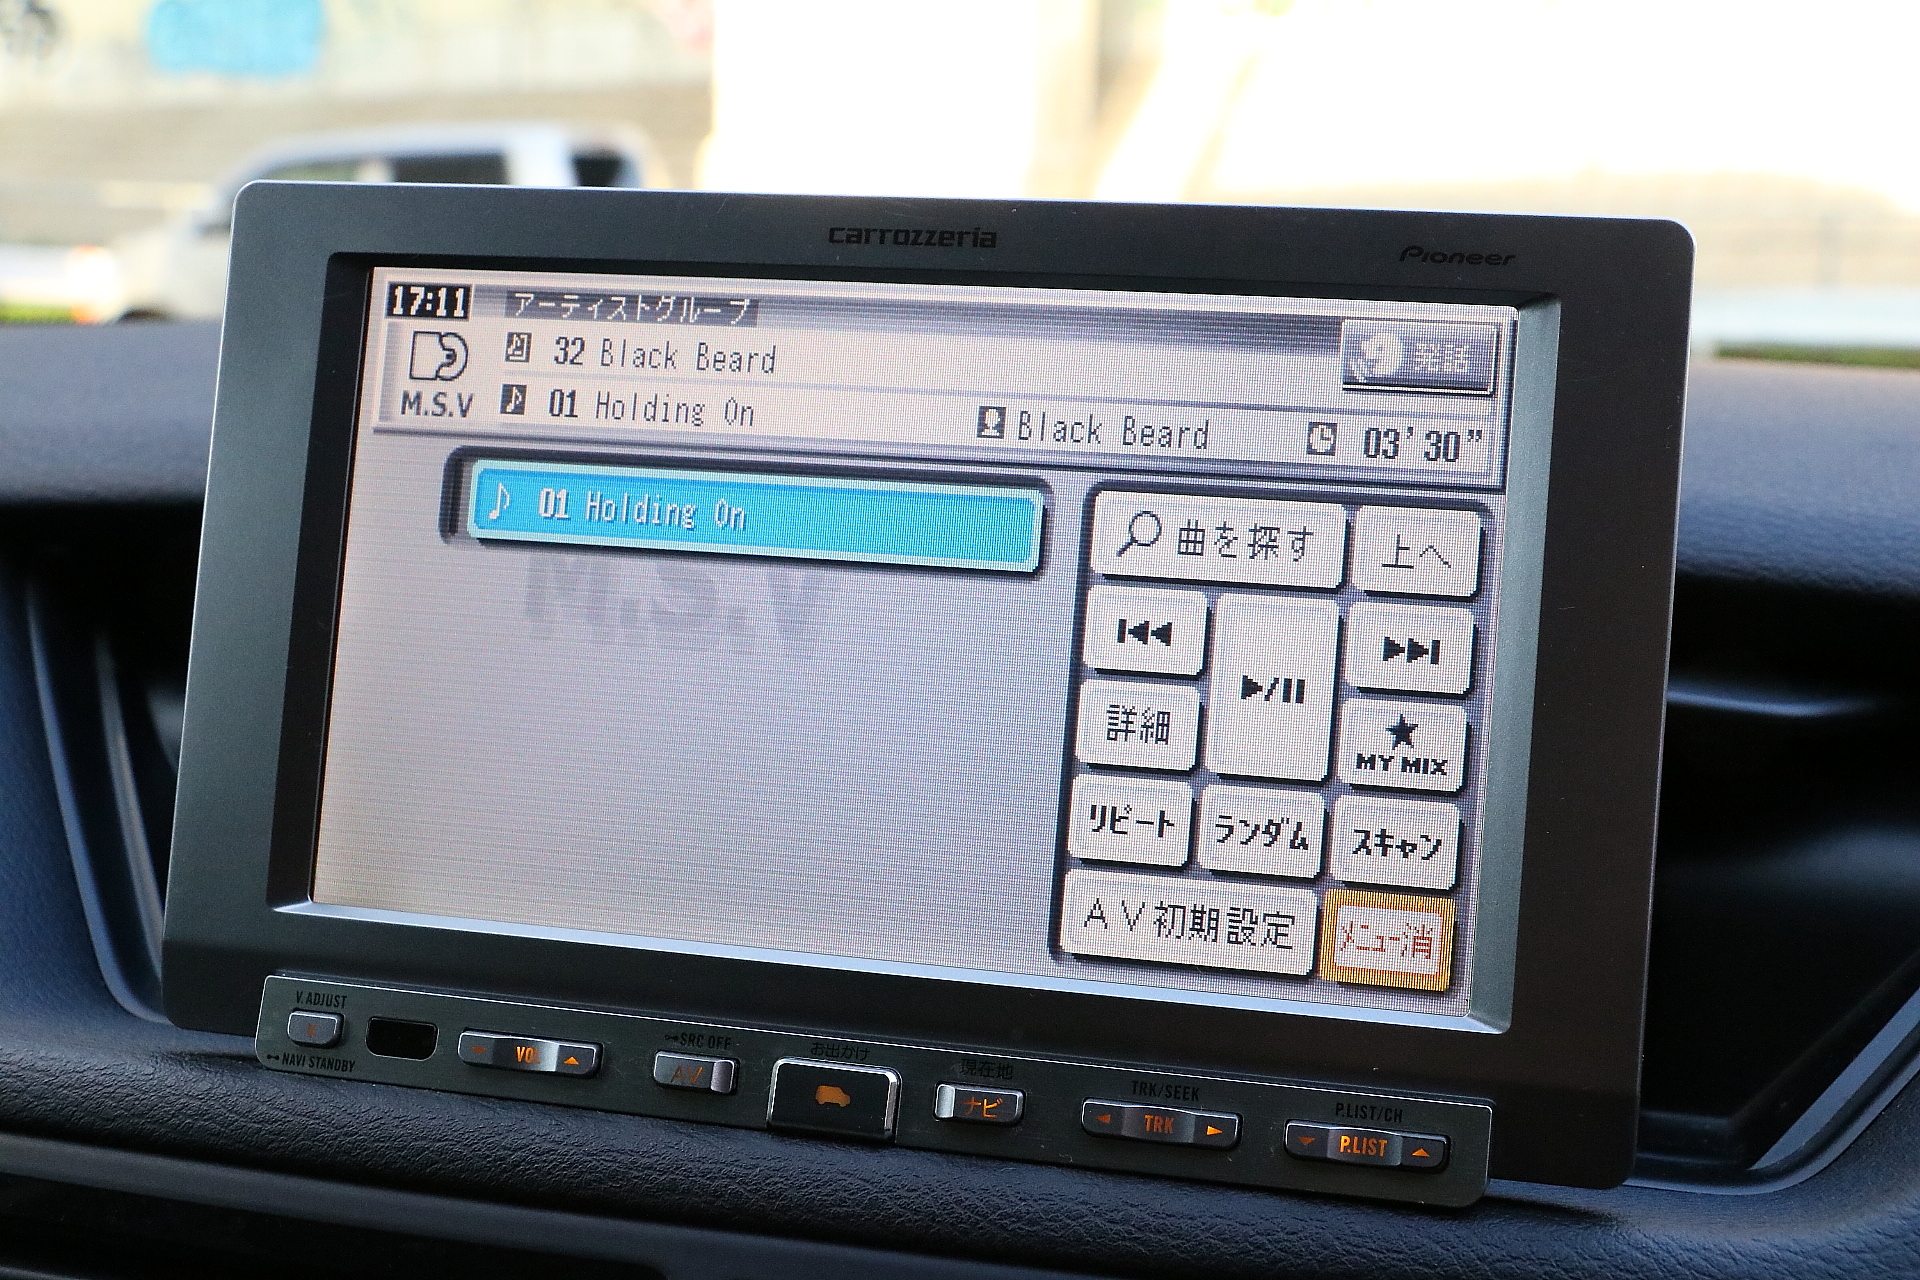 carrozzeria
Pioneer
17:11 アーティストグループ
32 Black Beard
発話
M.S.V
01 Holding On
Black Beard
03'30"
01 Holding On
M.S.V
曲を探す
上へ
▶/II
詳細
★
MY MIX
リピート
ランダム
スキャン
AV初期設定
メニュー消
V.ADJUST
V
NAVI STANDBY
VOL
SRC OFF
AV
お出かけ
現在地
ナビ
TRK/SEEK
TRK
P.LIST/CH
P.LIST